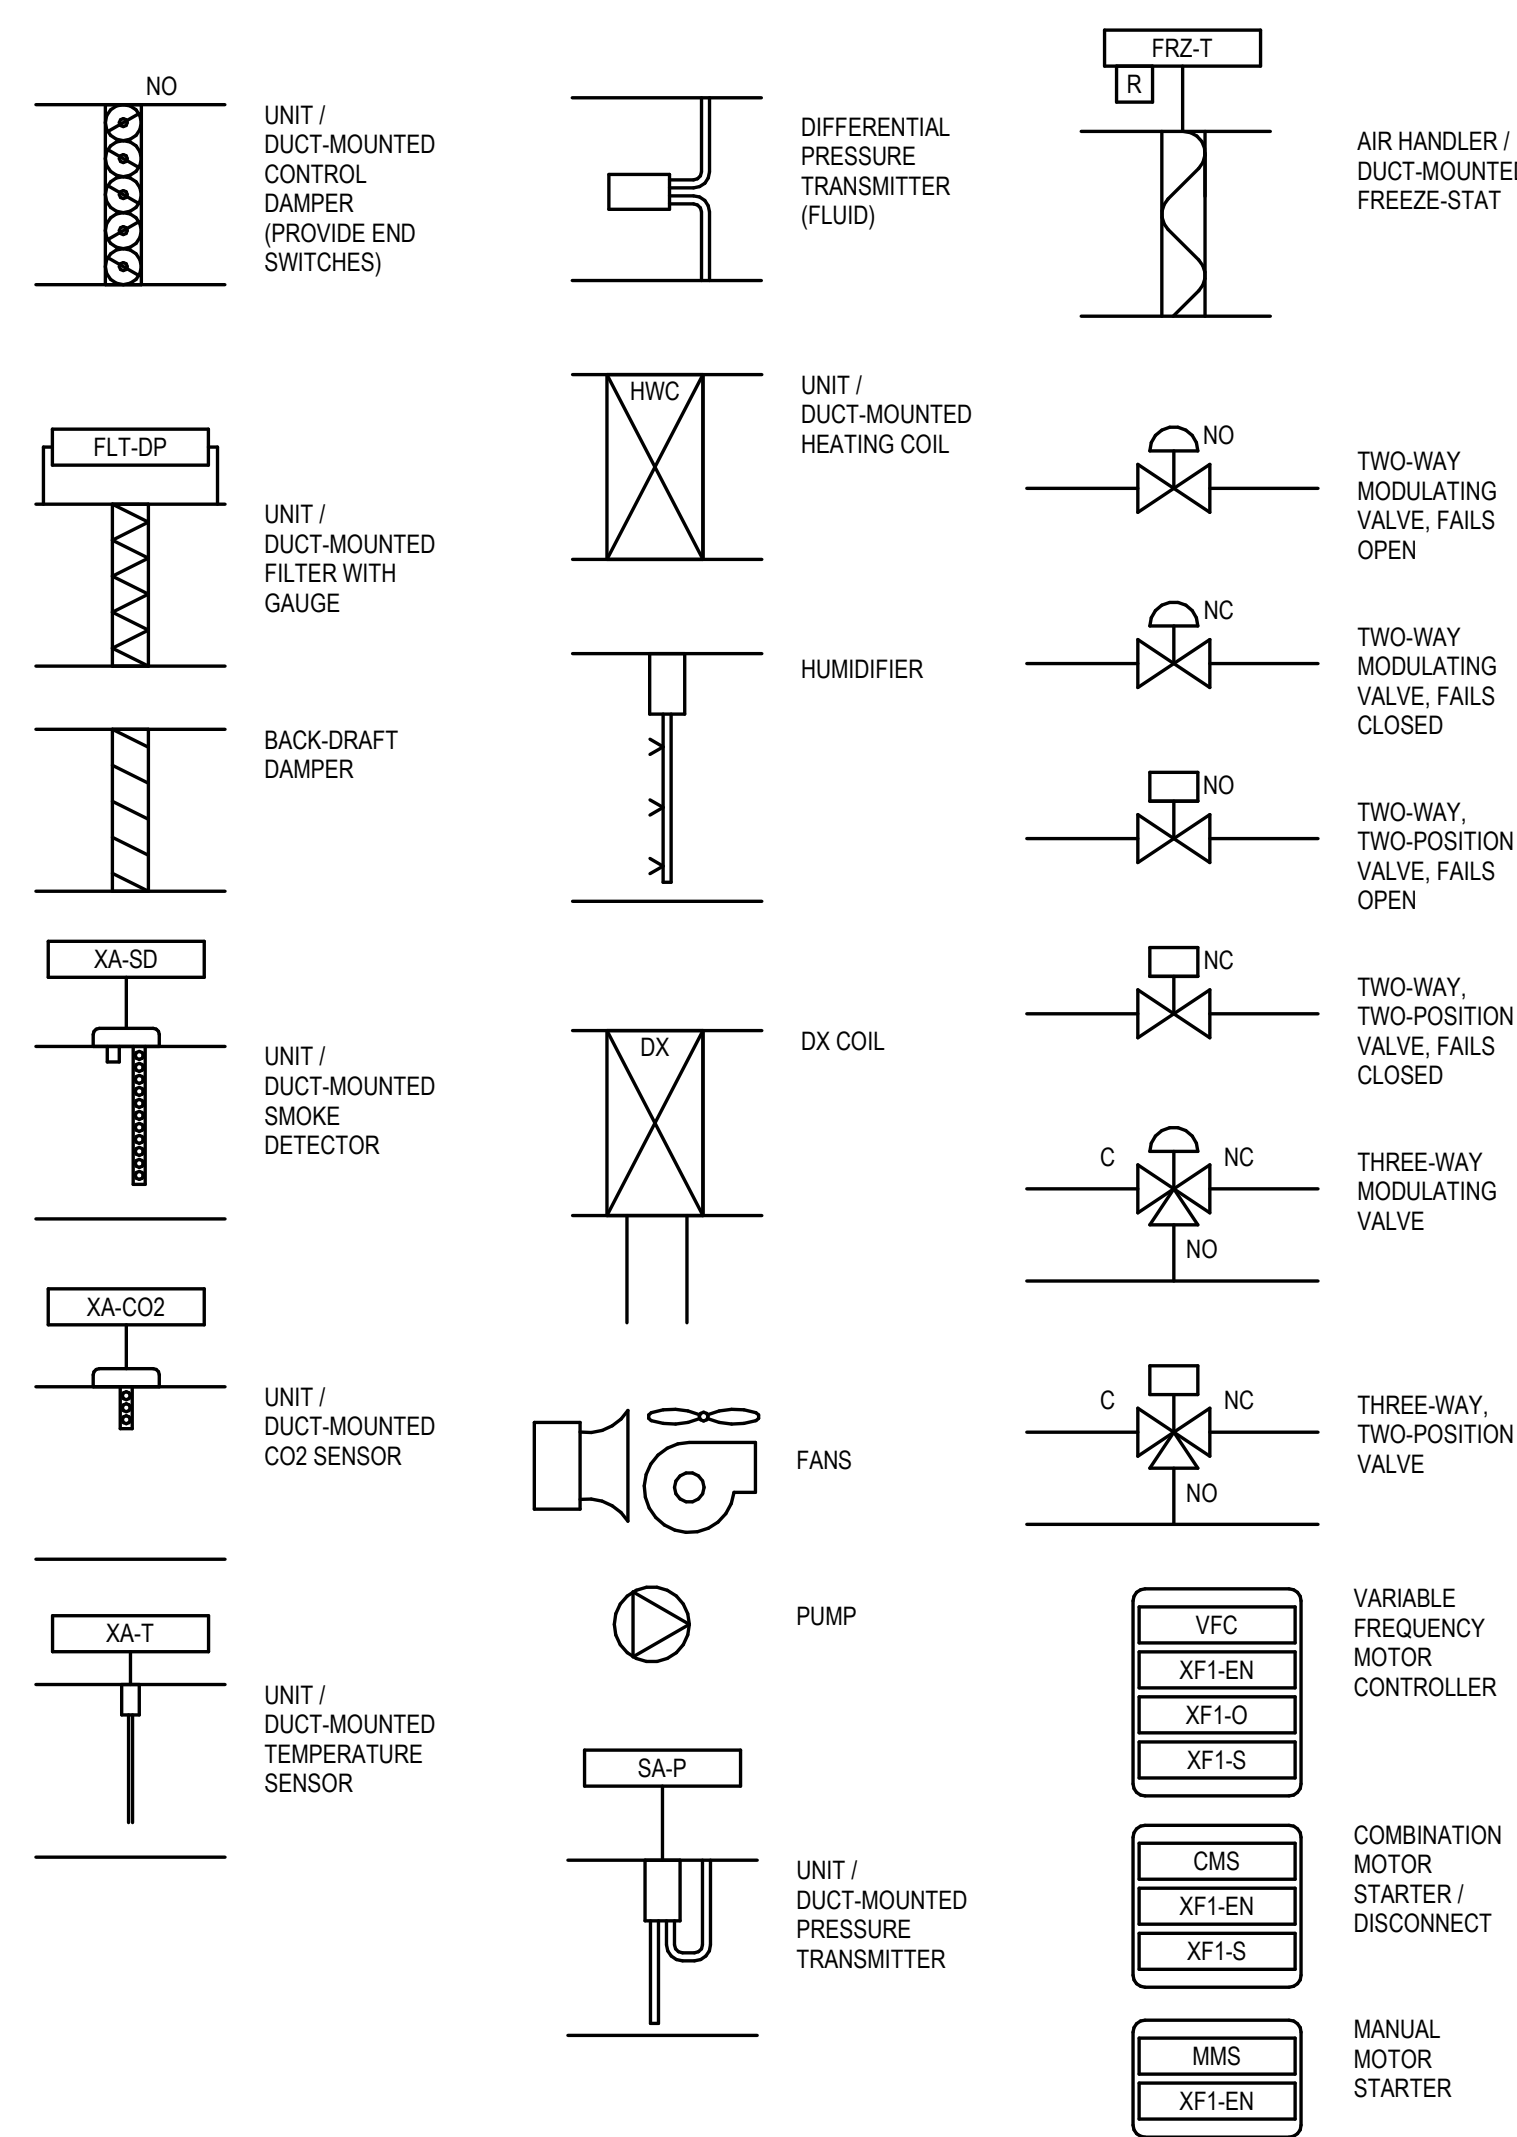 NO
UNIT /
DUCT-MOUNTED
CONTROL
DAMPER
(PROVIDE END
SWITCHES)
FLT-DP
UNIT /
DUCT-MOUNTED
FILTER WITH
GAUGE
BACK-DRAFT
DAMPER
XA-SD
UNIT /
DUCT-MOUNTED
SMOKE
DETECTOR
XA-CO2
UNIT /
DUCT-MOUNTED
CO2 SENSOR
XA-T
UNIT /
DUCT-MOUNTED
TEMPERATURE
SENSOR
DIFFERENTIAL
PRESSURE
TRANSMITTER
(FLUID)
HWC
UNIT /
DUCT-MOUNTED
HEATING COIL
HUMIDIFIER
DX
DX COIL
FANS
PUMP
SA-P
UNIT /
DUCT-MOUNTED
PRESSURE
TRANSMITTER
FRZ-T
R
AIR HANDLER /
DUCT-MOUNTED
FREEZE-STAT
NO
TWO-WAY
MODULATING
VALVE, FAILS
OPEN
NC
TWO-WAY
MODULATING
VALVE, FAILS
CLOSED
NO
TWO-WAY,
TWO-POSITION
VALVE, FAILS
OPEN
NC
TWO-WAY,
TWO-POSITION
VALVE, FAILS
CLOSED
C NC
NO
THREE-WAY
MODULATING
VALVE
C NC
NO
THREE-WAY,
TWO-POSITION
VALVE
VFC
XF1-EN
XF1-O
XF1-S
VARIABLE
FREQUENCY
MOTOR
CONTROLLER
CMS
XF1-EN
XF1-S
COMBINATION
MOTOR
STARTER /
DISCONNECT
MMS
XF1-EN
MANUAL
MOTOR
STARTER